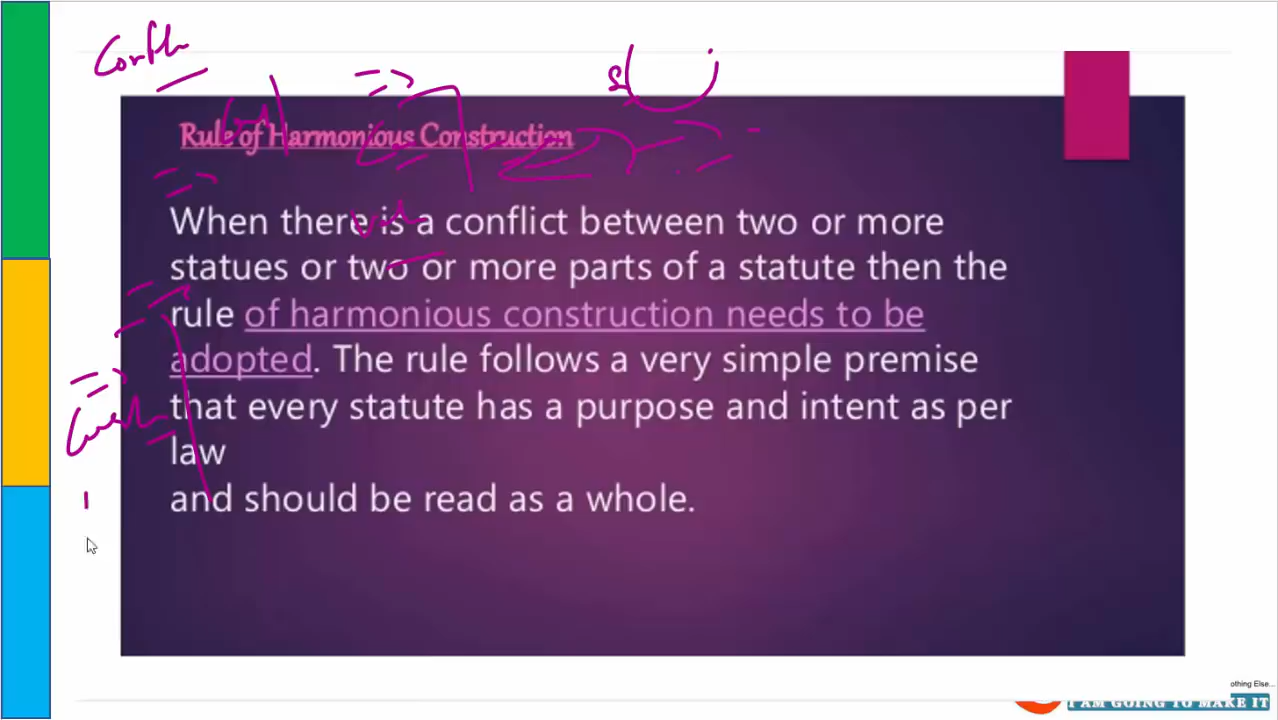 Rule of Harmonious Construction
When there is a conflict between two or more
statues or two or more parts of a statute then the
rule of harmonious construction needs to be
adopted. The rule follows a very simple premise
that every statute has a purpose and intent as per
law
and should be read as a whole.
othing Else...
I AM GOING TO MAKE IT